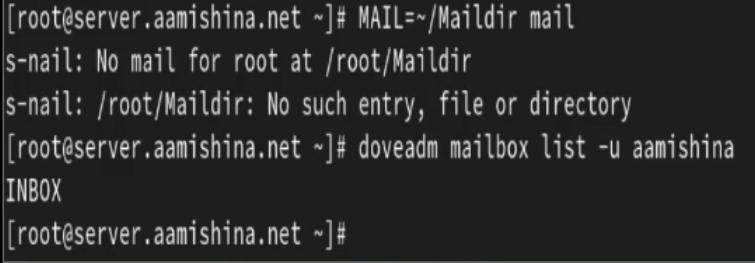 [root@server.aamishina.net ~]# MAIL=~/Maildir mail
s-nail: No mail for root at /root/Maildir
s-nail: /root/Maildir: No such entry, file or directory
[root@server.aamishina.net ~]# doveadm mailbox list -u aamishina
INBOX
[root@server.aamishina.net ~]#